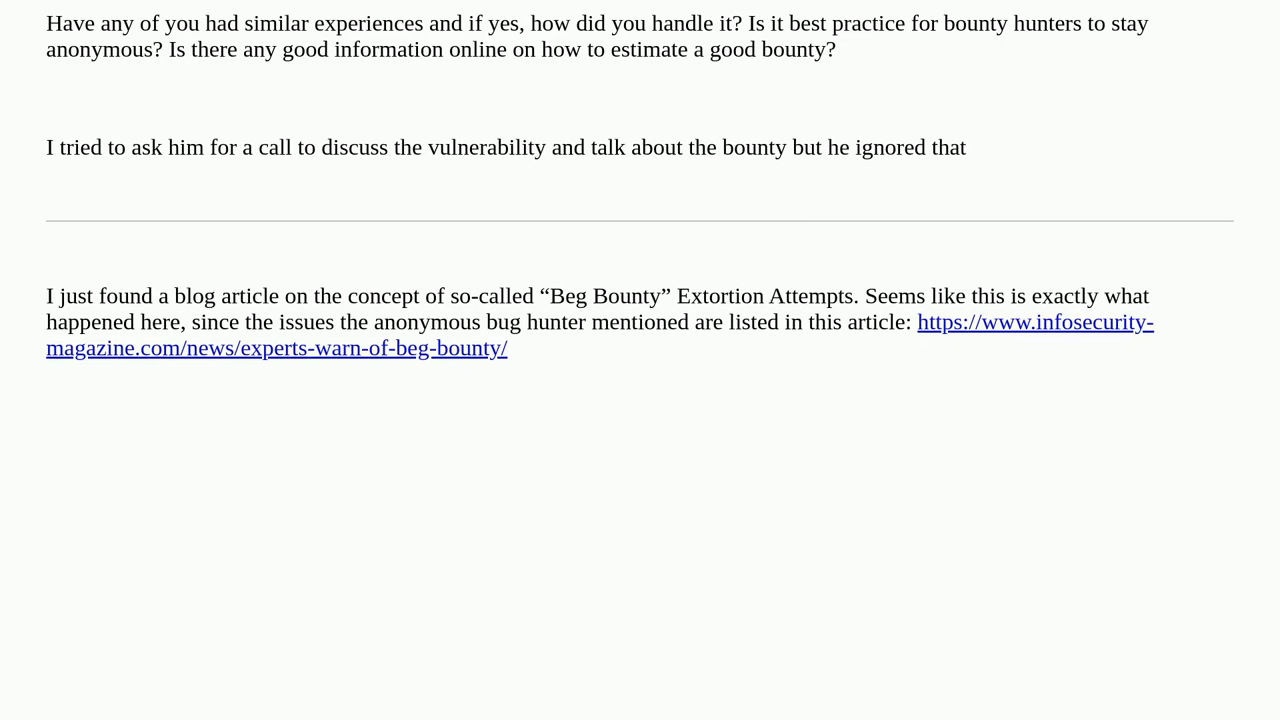 Have any of you had similar experiences and if yes, how did you handle it? Is it best practice for bounty hunters to stay
anonymous? Is there any good information online on how to estimate a good bounty?
I tried to ask him for a call to discuss the vulnerability and talk about the bounty but he ignored that
I just found a blog article on the concept of so-called “Beg Bounty” Extortion Attempts. Seems like this is exactly what
happened here, since the issues the anonymous bug hunter mentioned are listed in this article: https://www.infosecurity-
magazine.com/news/experts-warn-of-beg-bounty/